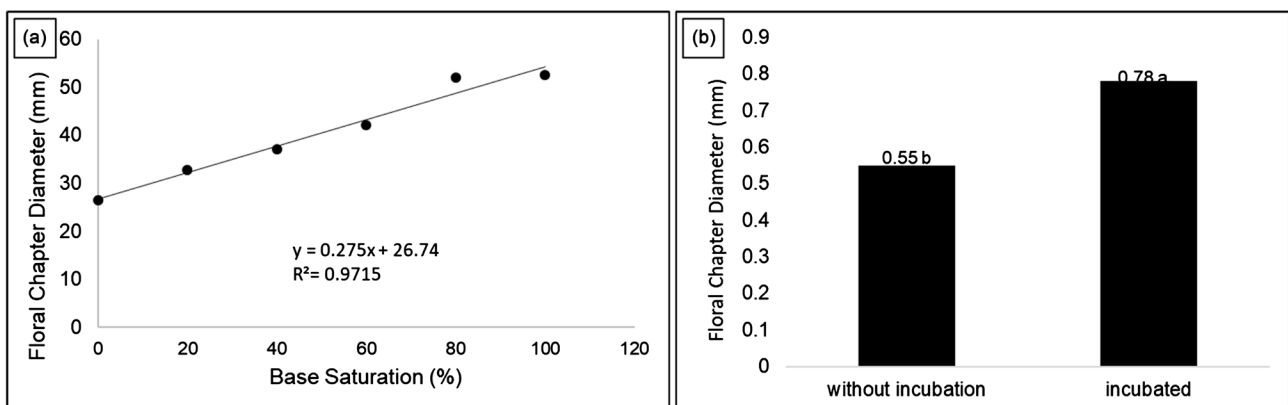 (a)
Floral Chapter Diameter (mm)
60
50
40
30
20
10
0
y = 0.275x + 26.74
R² = 0.9715
0 20 40 60 80 100 120
Base Saturation (%)
(b)
Floral Chapter Diameter (mm)
0.9
0.8
0.7
0.6
0.5
0.4
0.3
0.2
0.1
0
0.55 b
0.78 a
without incubation incubated